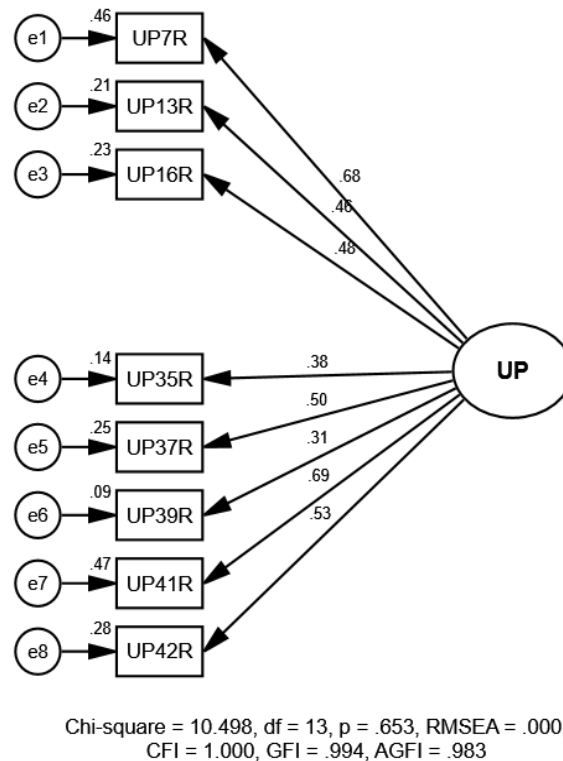 .46
e1 UP7R
.21
e2 UP13R
.23
e3 UP16R
.68
.46
.48
UP
.14
e4 UP35R
.38
.25
e5 UP37R
.50
.09
e6 UP39R
.31
.47
e7 UP41R
.69
.28
e8 UP42R
.53
Chi-square = 10.498, df = 13, p = .653, RMSEA = .000
CFI = 1.000, GFI = .994, AGFI = .983